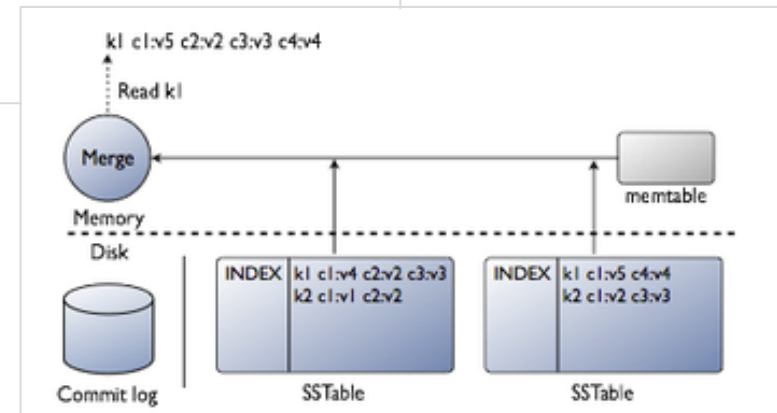 k1 c1:v5 c2:v2 c3:v3 c4:v4
Read k1
Merge
memtable
Memory
Disk
INDEX
k1 c1:v4 c2:v2 c3:v3
k2 c1:v1 c2:v2
INDEX
k1 c1:v5 c4:v4
k2 c1:v2 c3:v3
Commit log
SSTable
SSTable